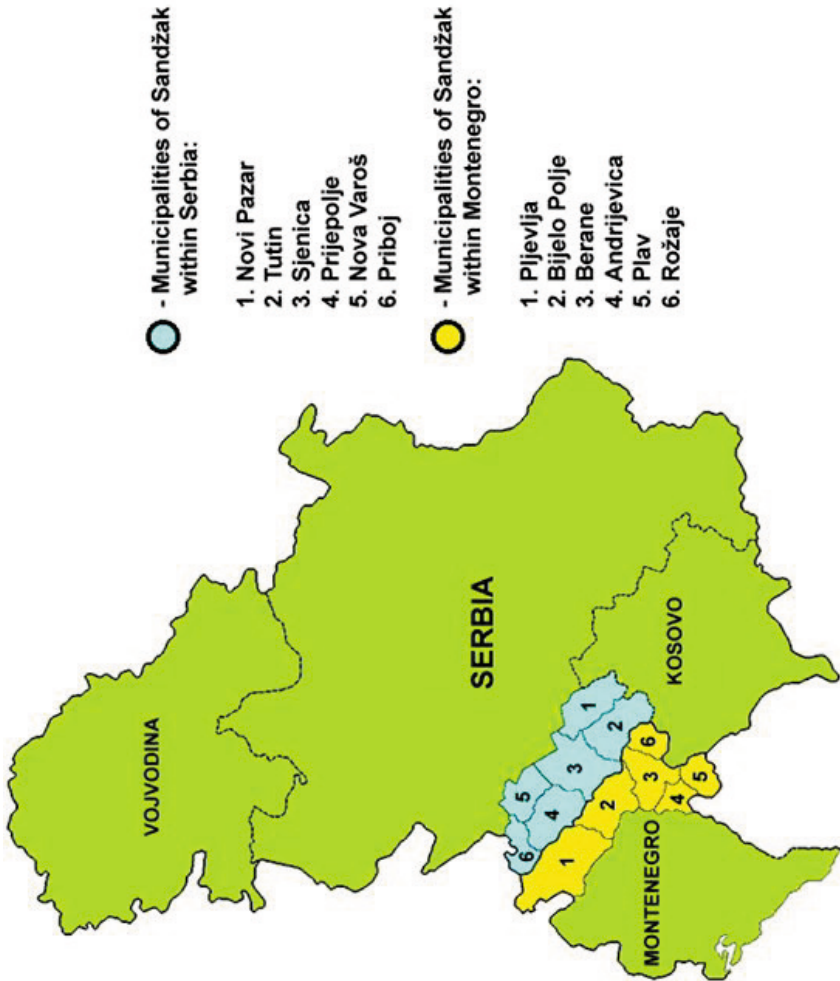 VOJVODINA
SERBIA
KOSOVO
MONTENEGRO
6
5
4
3
1
2
1
2
3
6
4
5
- Municipalities of Sandžak
within Serbia:
1. Novi Pazar
2. Tutin
3. Sjenica
4. Prijepolje
5. Nova Varoš
6. Priboj
- Municipalities of Sandžak
within Montenegro:
1. Pljevlja
2. Bijelo Polje
3. Berane
4. Andrijevica
5. Plav
6. Rožaje